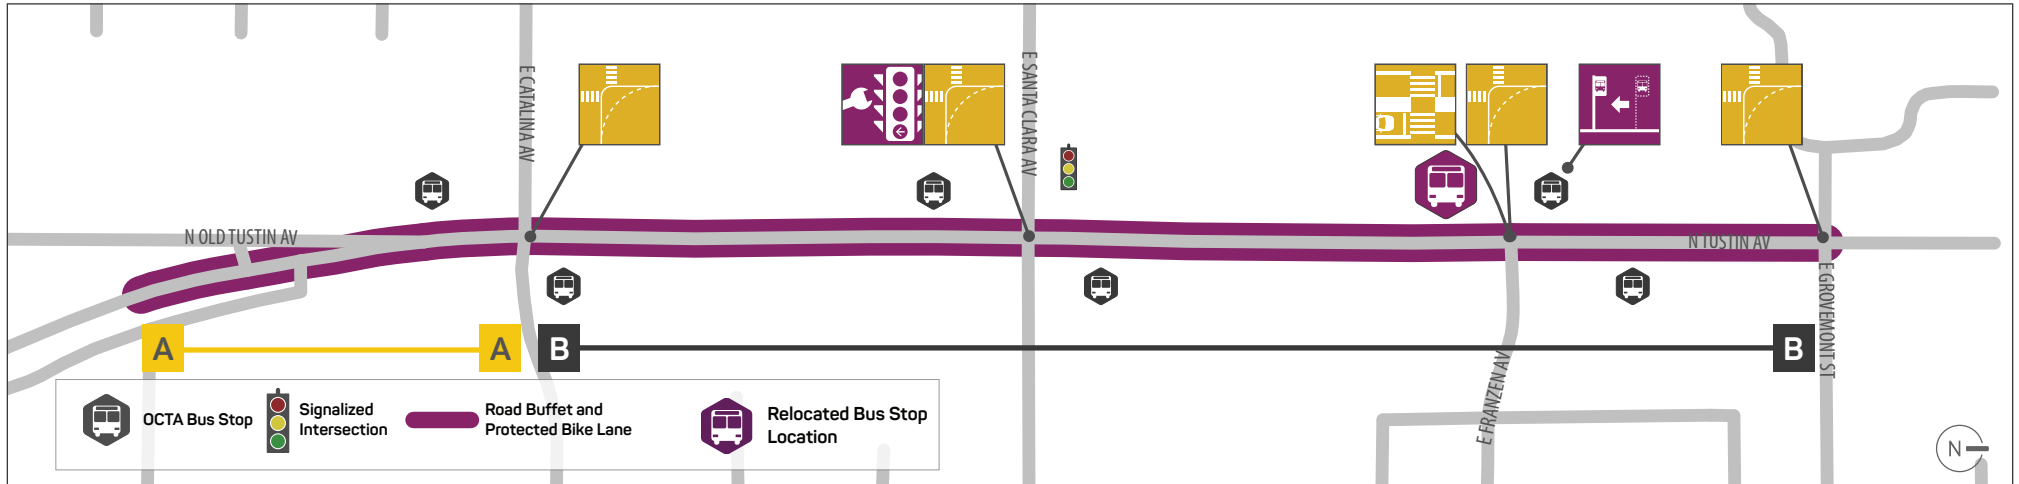 E CATALINA AV
E SANTA CLARA AV
N OLD TUSTIN AV
N TUSTIN AV
E GROVEMONT ST
E FRANZEN AV
A
A
B
B
OCTA Bus Stop
Signalized
Intersection
Road Buffet and
Protected Bike Lane
Relocated Bus Stop
Location
N